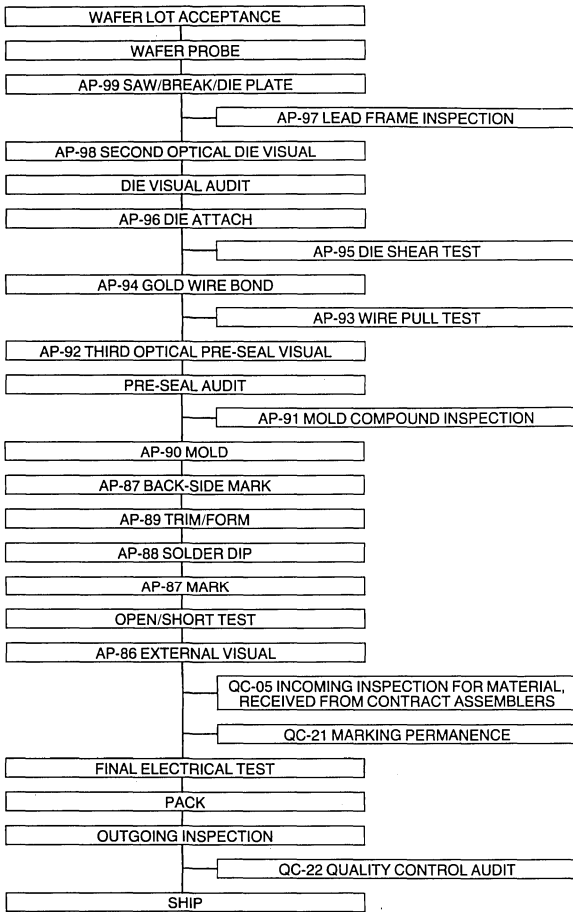 WAFER LOT ACCEPTANCE
WAFER PROBE
AP-99 SAW/BREAK/DIE PLATE
AP-97 LEAD FRAME INSPECTION
AP-98 SECOND OPTICAL DIE VISUAL
DIE VISUAL AUDIT
AP-96 DIE ATTACH
AP-95 DIE SHEAR TEST
AP-94 GOLD WIRE BOND
AP-93 WIRE PULL TEST
AP-92 THIRD OPTICAL PRE-SEAL VISUAL
PRE-SEAL AUDIT
AP-91 MOLD COMPOUND INSPECTION
AP-90 MOLD
AP-87 BACK-SIDE MARK
AP-89 TRIM/FORM
AP-88 SOLDER DIP
AP-87 MARK
OPEN/SHORT TEST
AP-86 EXTERNAL VISUAL
QC-05 INCOMING INSPECTION FOR MATERIAL,
RECEIVED FROM CONTRACT ASSEMBLERS
QC-21 MARKING PERMANENCE
FINAL ELECTRICAL TEST
PACK
OUTGOING INSPECTION
QC-22 QUALITY CONTROL AUDIT
SHIP